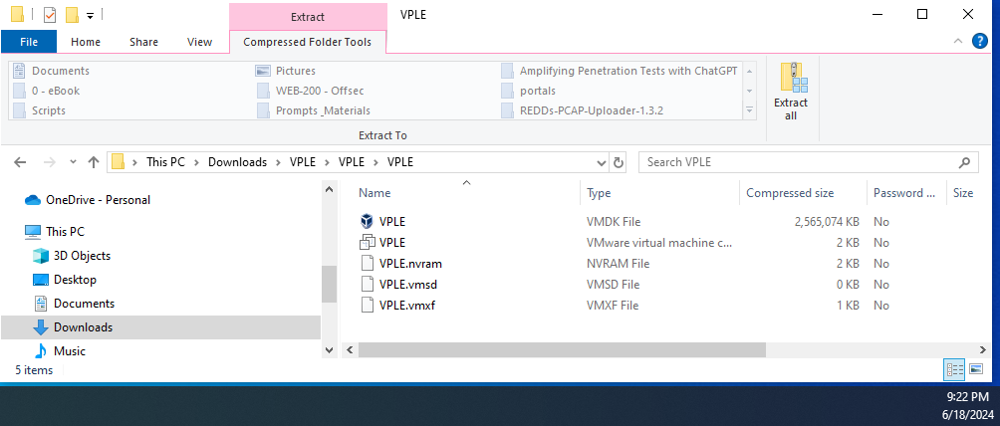 Extract
VPLE
File
Home
Share
View
Compressed Folder Tools
Documents
Pictures
Amplifying Penetration Tests with ChatGPT
0 - eBook
WEB-200 - Offsec
portals
Scripts
Prompts _Materials
REDDs-PCAP-Uploader-1.3.2
Extract To
Extract
all
This PC > Downloads > VPLE > VPLE > VPLE
Search VPLE
OneDrive - Personal
This PC
3D Objects
Desktop
Documents
Downloads
Music
Name Type Compressed size Password ... Size
VPLE VMDK File 2,565,074 KB No
VPLE VMware virtual machine c... 2 KB No
VPLE.nvram NVRAM File 2 KB No
VPLE.vmsd VMSD File 0 KB No
VPLE.vmxf VMXF File 1 KB No
5 items
9:22 PM
6/18/2024